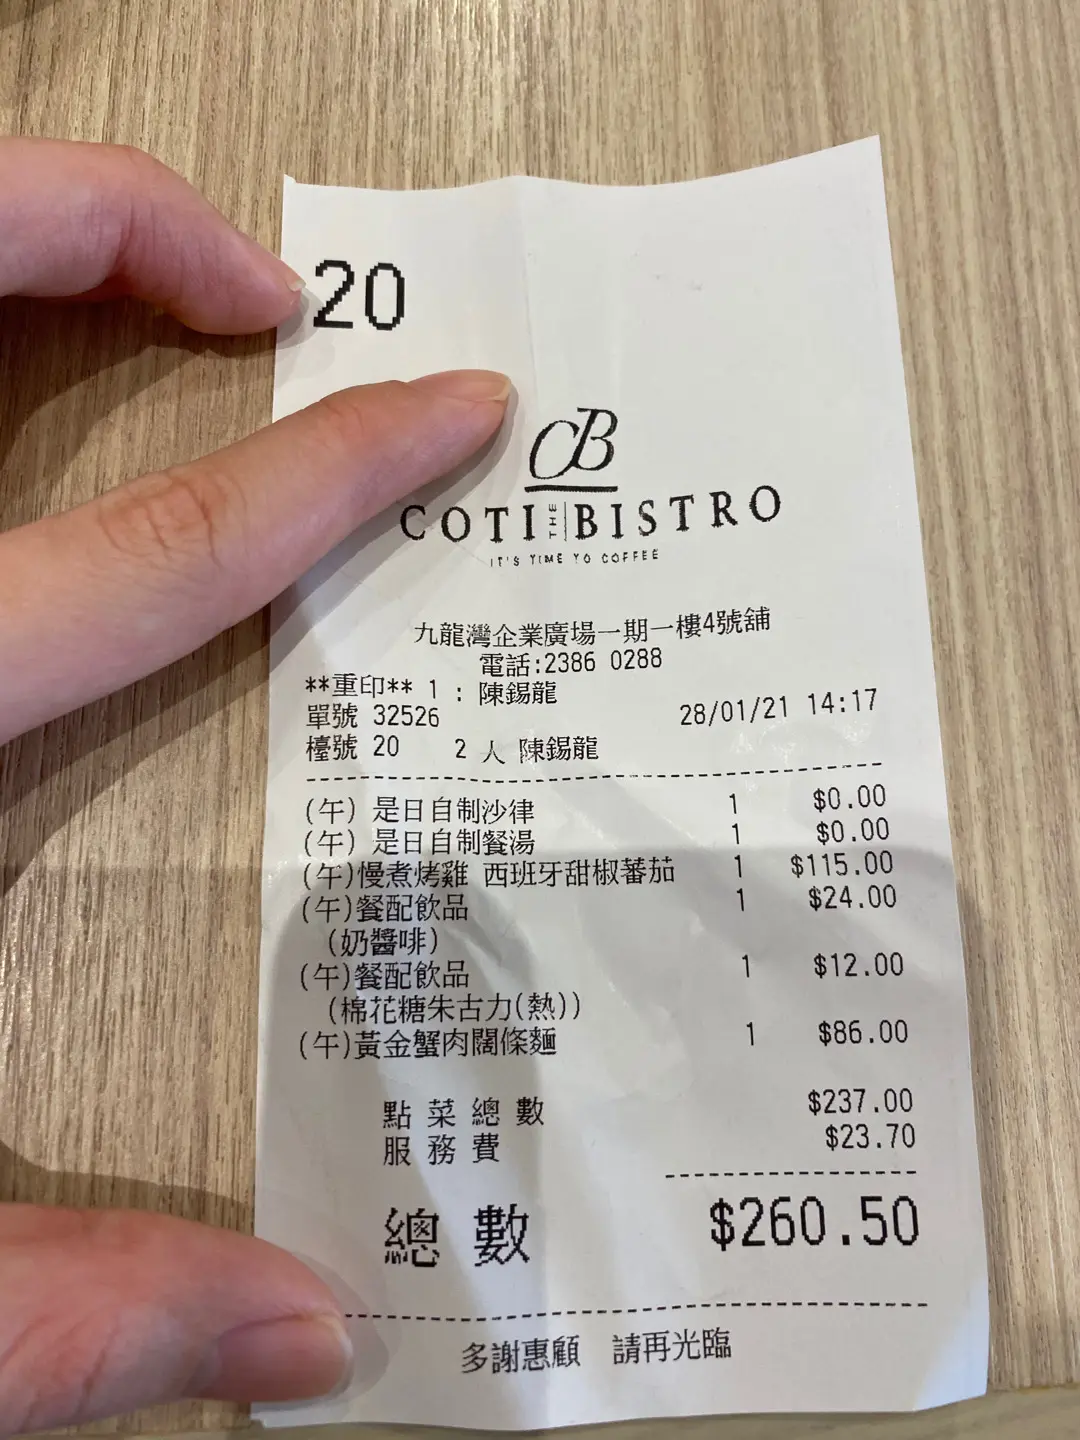 20
CB
COTI THE BISTRO
IT'S TIME TO COFFEE
九龍灣企業廣場一期一樓4號舖
電話:2386 0288
**重印** 1 : 陳錫龍
單號 32526 28/01/21 14:17
檯號 20 2 人 陳錫龍
(午) 是日自制沙律 1 $0.00
(午) 是日自制餐湯 1 $0.00
(午)慢煮烤雞 西班牙甜椒蕃茄 1 $115.00
(午)餐配飲品 1 $24.00
(奶醬啡)
(午)餐配飲品 1 $12.00
(棉花糖朱古力(熱))
(午)黃金蟹肉闊條麵 1 $86.00
點菜總數 $237.00
服務費 $23.70
總數 $260.50
多謝惠顧 請再光臨